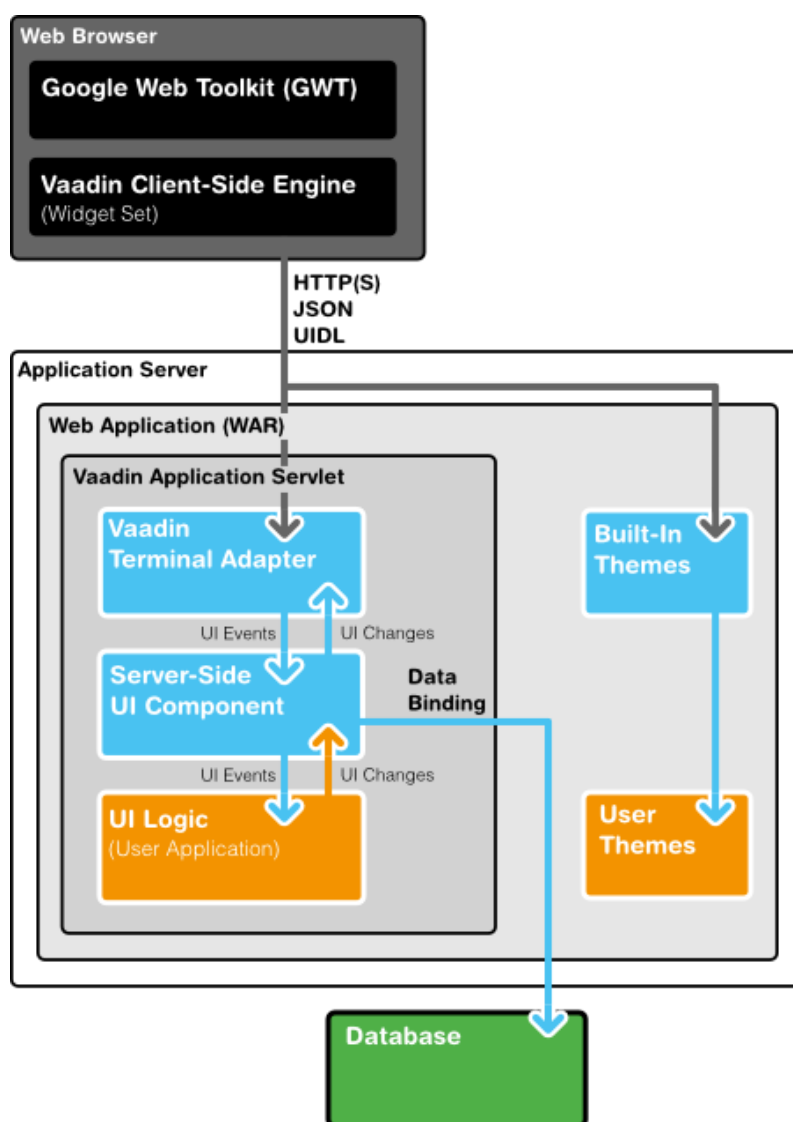 Web Browser
Google Web Toolkit (GWT)
Vaadin Client-Side Engine
(Widget Set)
HTTP(S)
JSON
UIDL
Application Server
Web Application (WAR)
Vaadin Application Servlet
Vaadin
Terminal Adapter
Built-In
Themes
UI Events
UI Changes
Server-Side
UI Component
Data
Binding
UI Events
UI Changes
UI Logic
(User Application)
User
Themes
Database